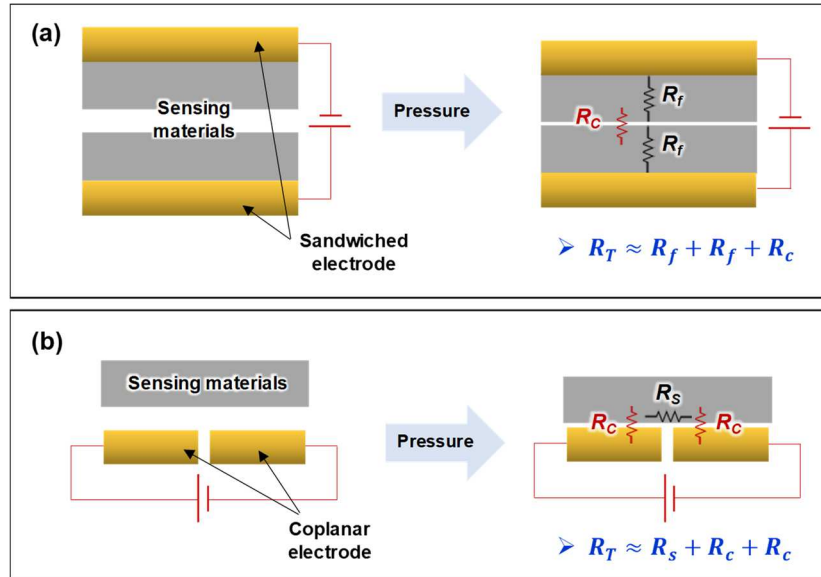 (a)
Sensing
materials
Pressure
R_f
R_C
R_f
Sandwiched
electrode
➢ R_T ≈ R_f + R_f + R_c
(b)
Sensing materials
Pressure
R_S
R_C
R_C
Coplanar
electrode
➢ R_T ≈ R_s + R_c + R_c